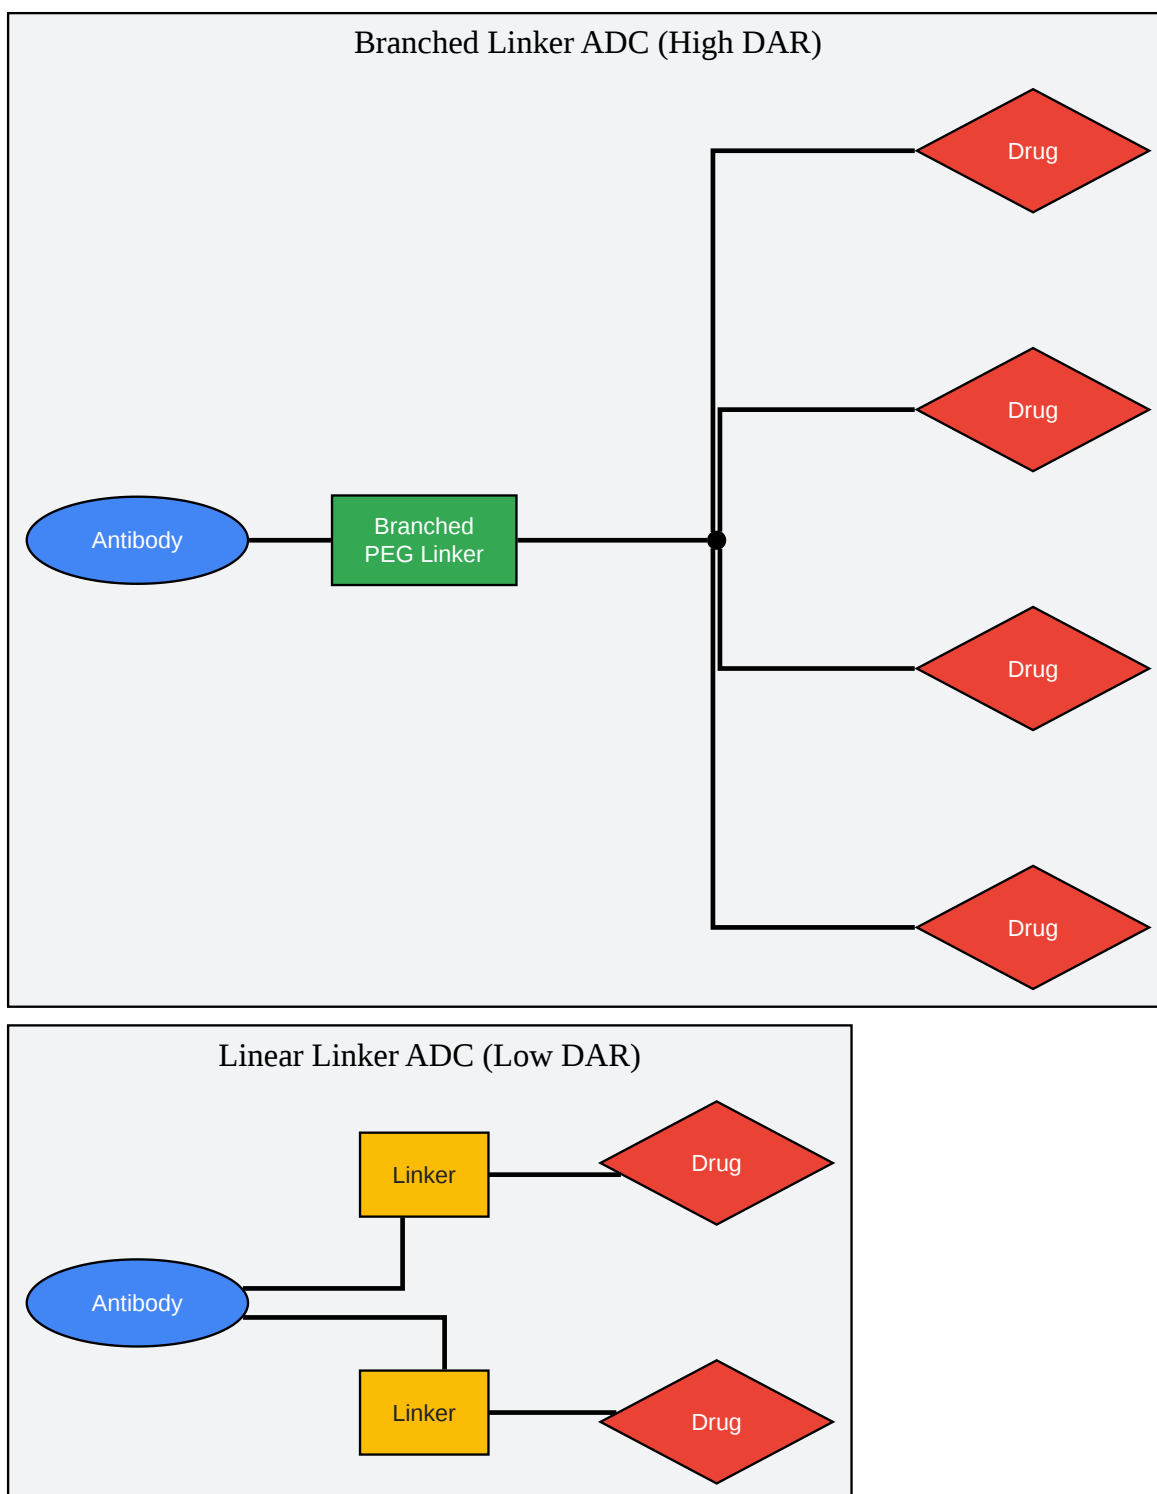 Branched Linker ADC (High DAR)
Drug
Drug
Antibody
Branched
PEG Linker
Drug
Drug
Linear Linker ADC (Low DAR)
Linker
Drug
Antibody
Linker
Drug